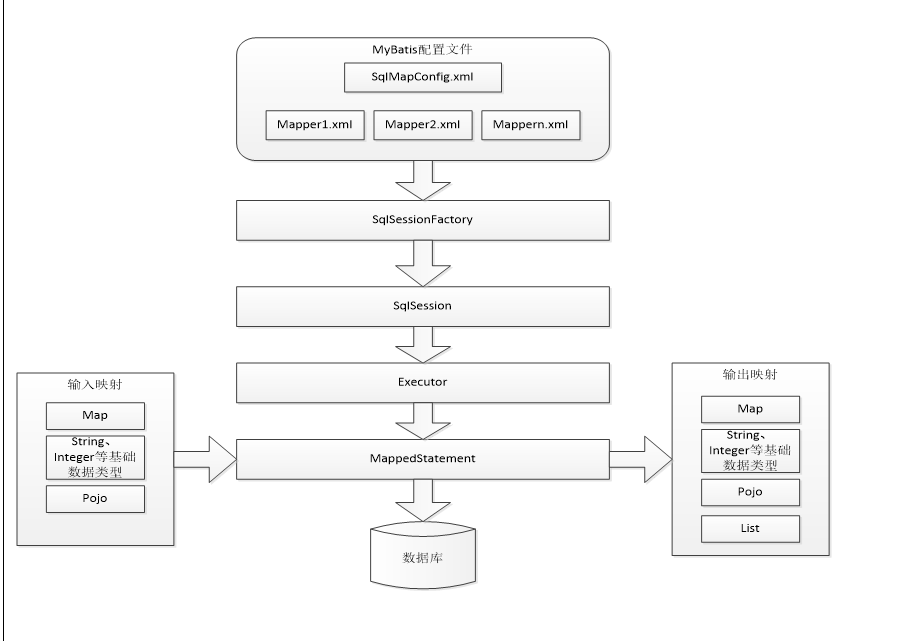 MyBatis配置文件
SqlMapConfig.xml
Mapper1.xml
Mapper2.xml
Mappern.xml
SqlSessionFactory
SqlSession
Executor
MappedStatement
数据库
输入映射
Map
String、
Integer等基础
数据类型
Pojo
输出映射
Map
String、
Integer等基础
数据类型
Pojo
List